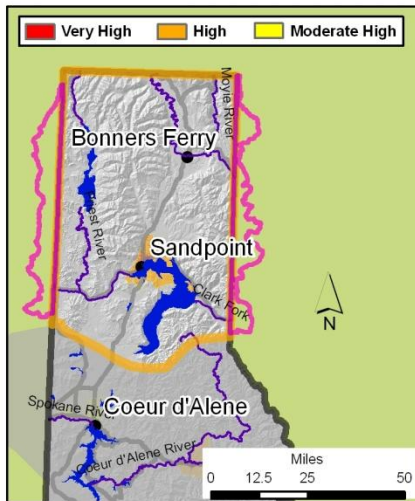 Very High High Moderate High
Moyie River
Bonners Ferry
Priest River
Sandpoint
Clark Fork
N
Spokane River
Coeur d'Alene
Coeur d'Alene River
Miles
0 12.5 25 50